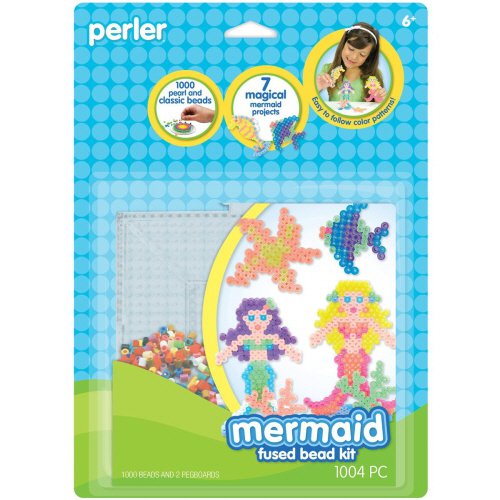 perler
6+
1000
pearl and
classic beads
7
magical
mermaid
projects
Easy to follow color patterns!
mermaid
fused bead kit
1004 PC
1000 BEADS AND 2 PEGBOARDS